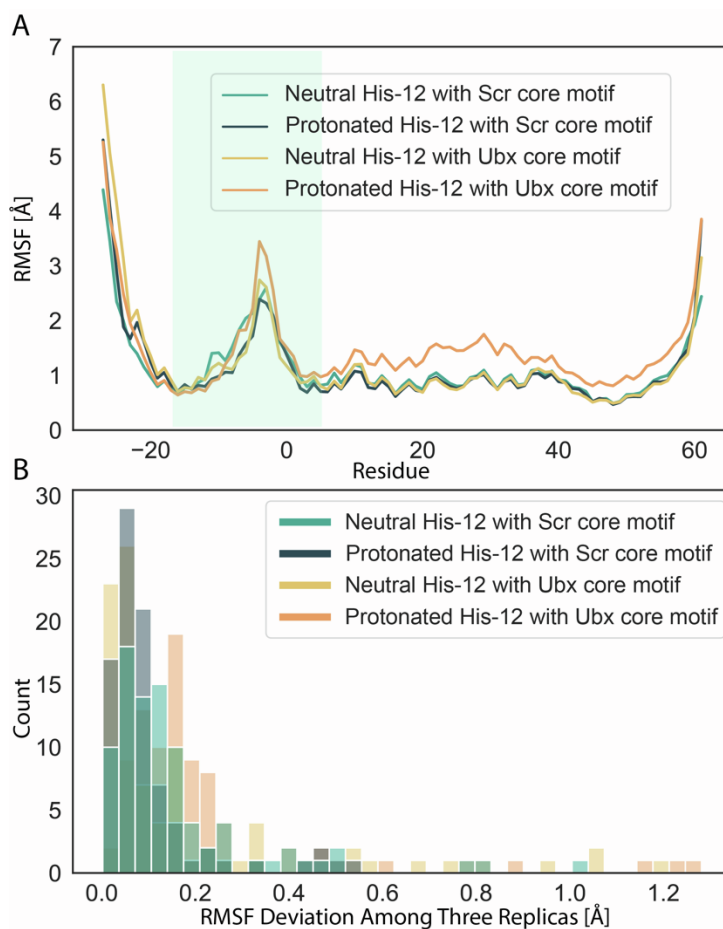 A
7
6
5
4
3
2
1
0
RMSF [Å]
Neutral His-12 with Scr core motif
Protonated His-12 with Scr core motif
Neutral His-12 with Ubx core motif
Protonated His-12 with Ubx core motif
−20 0 20 40 60
Residue
B
30
25
20
15
10
5
0
Count
Neutral His-12 with Scr core motif
Protonated His-12 with Scr core motif
Neutral His-12 with Ubx core motif
Protonated His-12 with Ubx core motif
0.0 0.2 0.4 0.6 0.8 1.0 1.2
RMSF Deviation Among Three Replicas [Å]